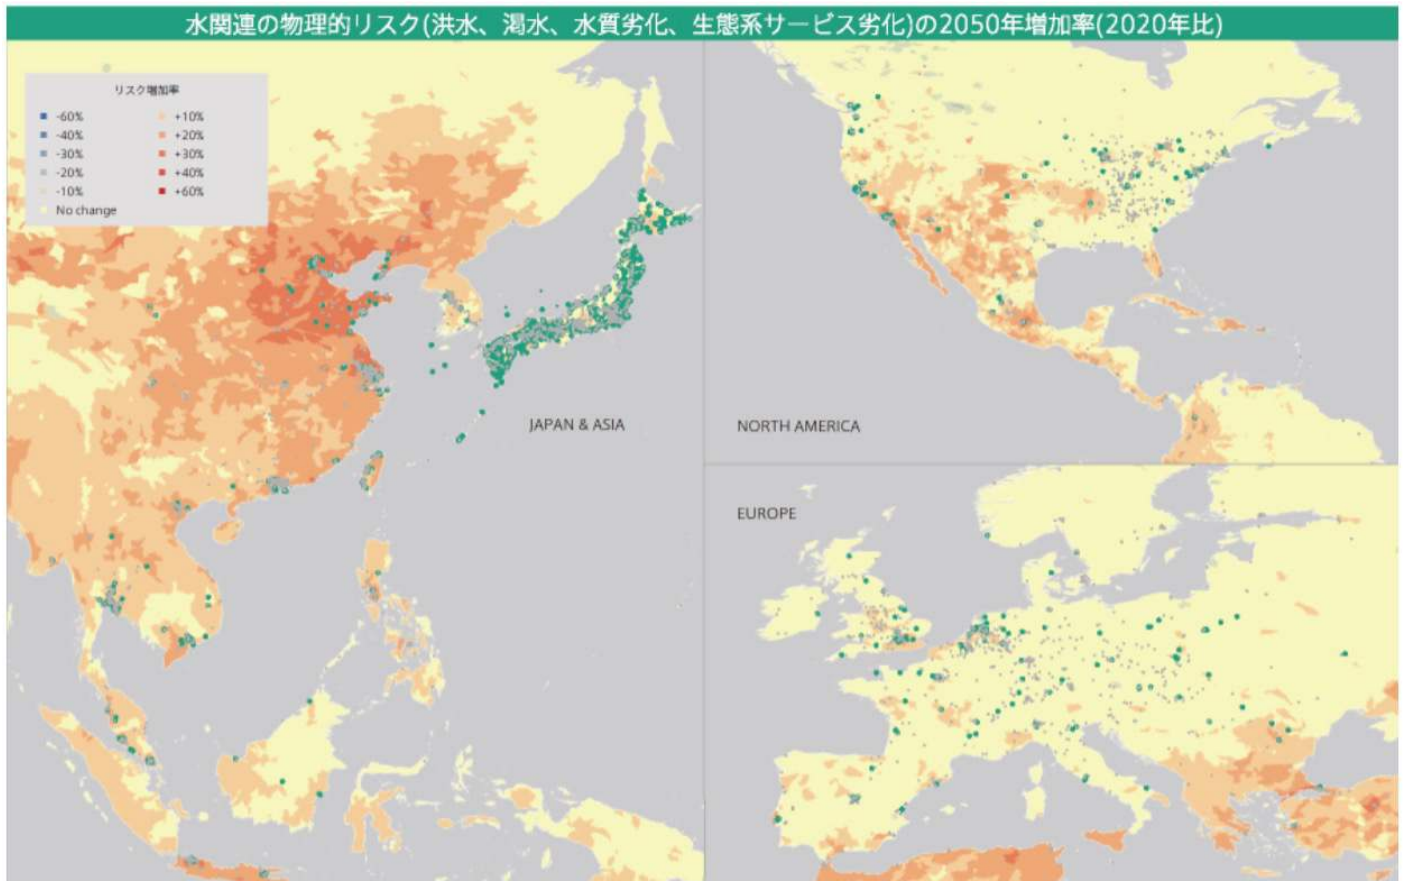 水関連の物理的リスク(洪水、渇水、水質劣化、生態系サービス劣化)の2050年増加率(2020年比)
リスク増加率
-60%
-40%
-30%
-20%
-10%
No change
+10%
+20%
+30%
+40%
+60%
JAPAN & ASIA
NORTH AMERICA
EUROPE